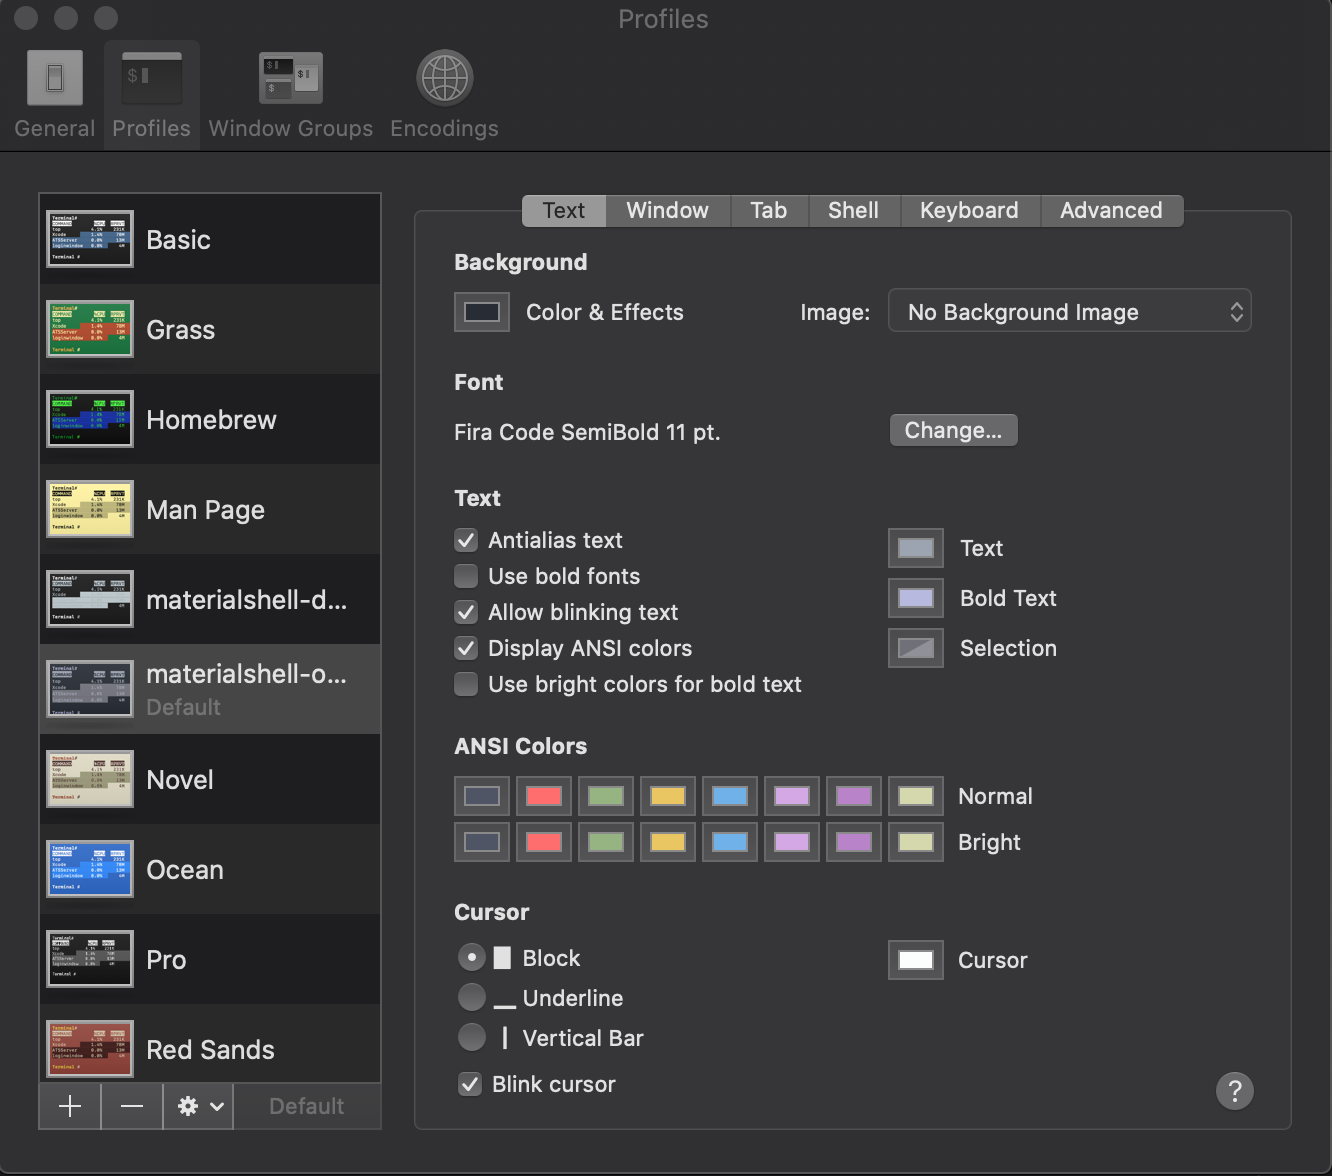 Profiles
General
Profiles
Window Groups
Encodings
Basic
Grass
Homebrew
Man Page
materialshell-d...
materialshell-o...
Default
Novel
Ocean
Pro
Red Sands
Default
Text
Window
Tab
Shell
Keyboard
Advanced
Background
Color & Effects
Image:
No Background Image
Font
Fira Code SemiBold 11 pt.
Change...
Text
Antialias text
Use bold fonts
Allow blinking text
Display ANSI colors
Use bright colors for bold text
Text
Bold Text
Selection
ANSI Colors
Normal
Bright
Cursor
Block
Underline
Vertical Bar
Blink cursor
Cursor
?